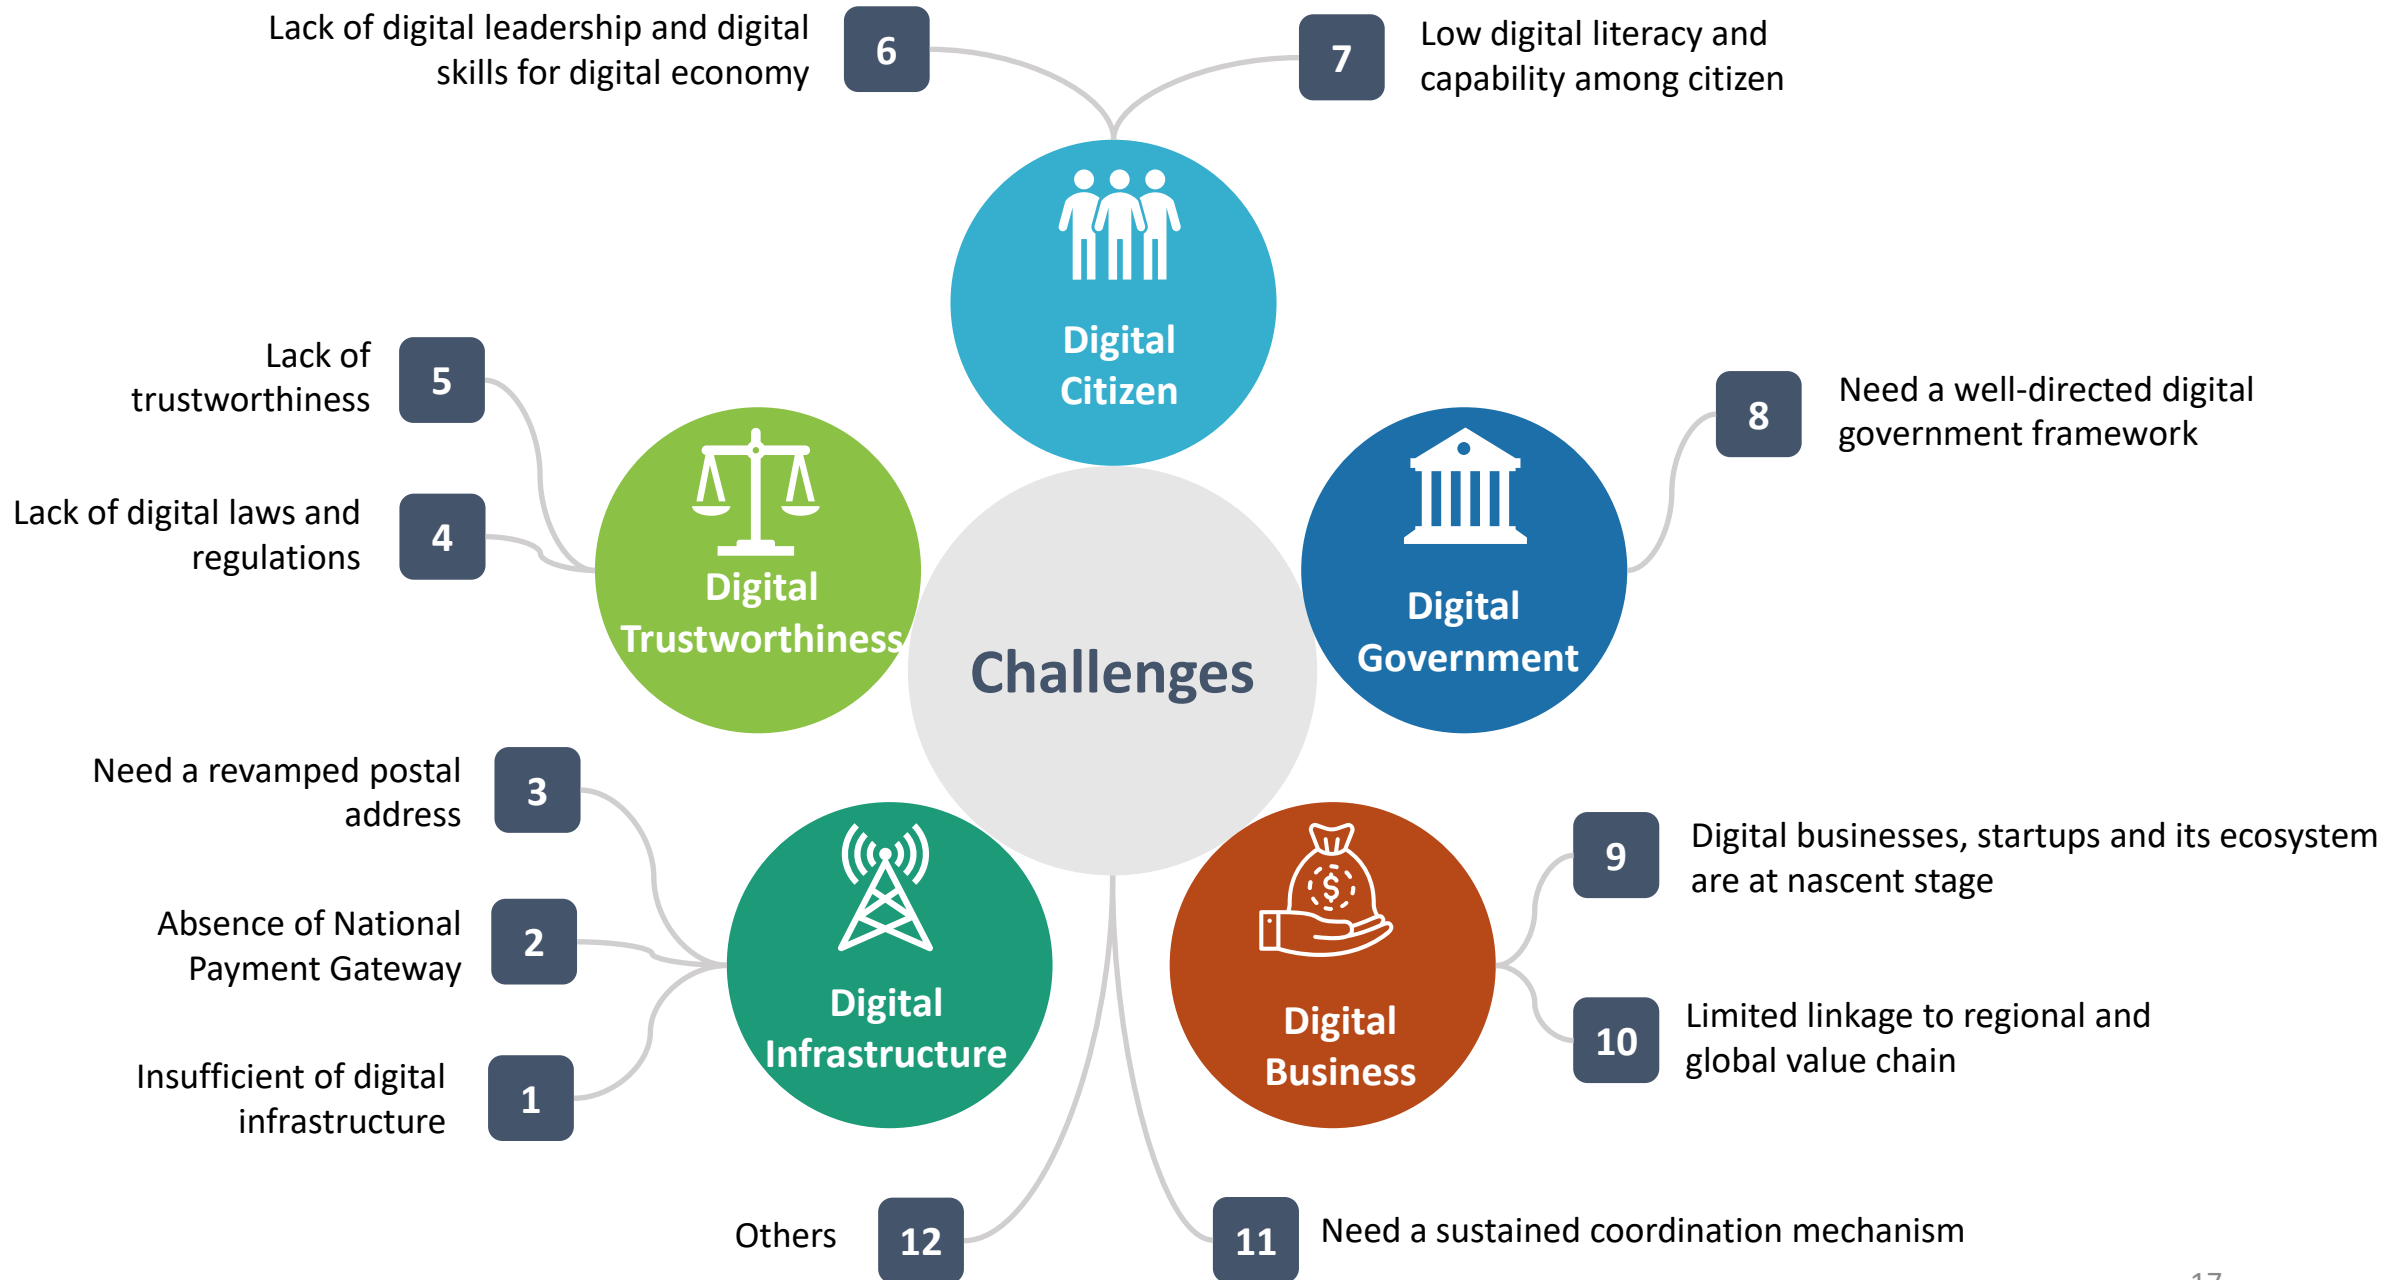 Lack of digital leadership and digital
skills for digital economy
6
7
Low digital literacy and
capability among citizen
Digital
Citizen
Lack of
trustworthiness
5
8
Need a well-directed digital
government framework
Lack of digital laws and
regulations
4
Digital
Trustworthiness
Digital
Government
Challenges
Need a revamped postal
address
3
Absence of National
Payment Gateway
2
Insufficient of digital
infrastructure
1
Digital
Infrastructure
Digital
Business
9
Digital businesses, startups and its ecosystem
are at nascent stage
10
Limited linkage to regional and
global value chain
Others
12
11
Need a sustained coordination mechanism
17